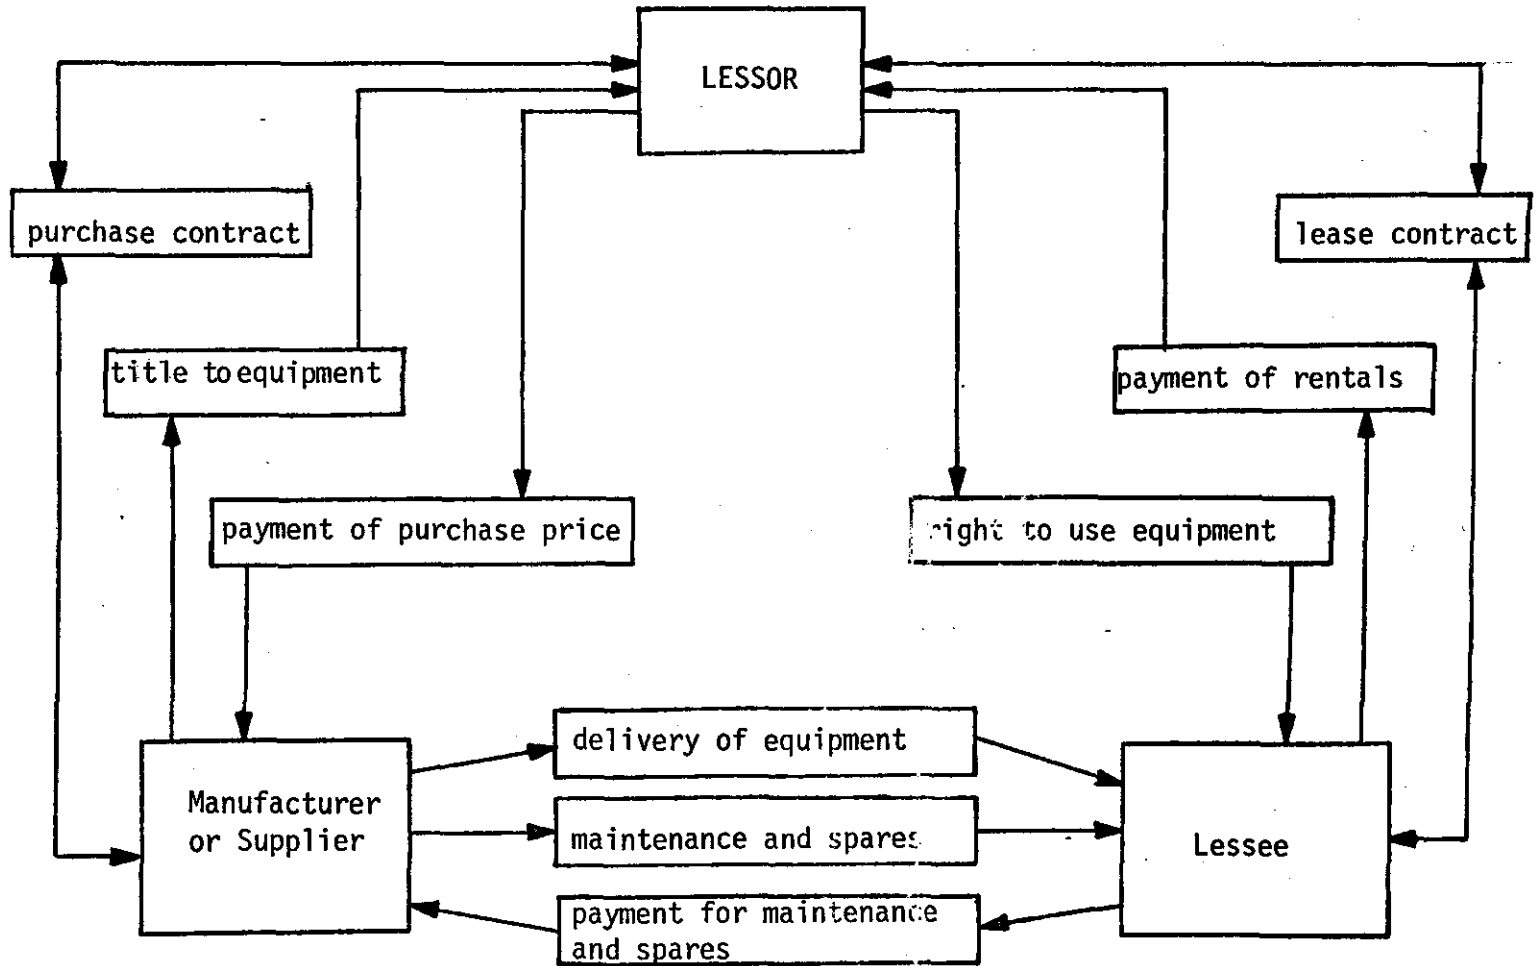 LESSOR
purchase contract
lease contract
title to equipment
payment of rentals
payment of purchase price
right to use equipment
delivery of equipment
Manufacturer
or Supplier
maintenance and spares
Lessee
payment for maintenance
and spares